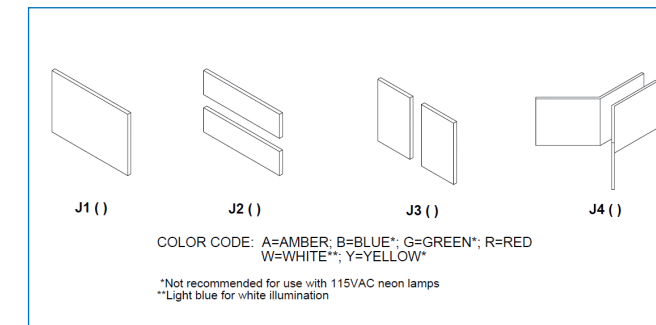 J1 ( ) J2 ( ) J3 ( ) J4 ( )
COLOR CODE: A=AMBER; B=BLUE*; G=GREEN*; R=RED
W=WHITE**; Y=YELLOW*
*Not recommended for use with 115VAC neon lamps
**Light blue for white illumination